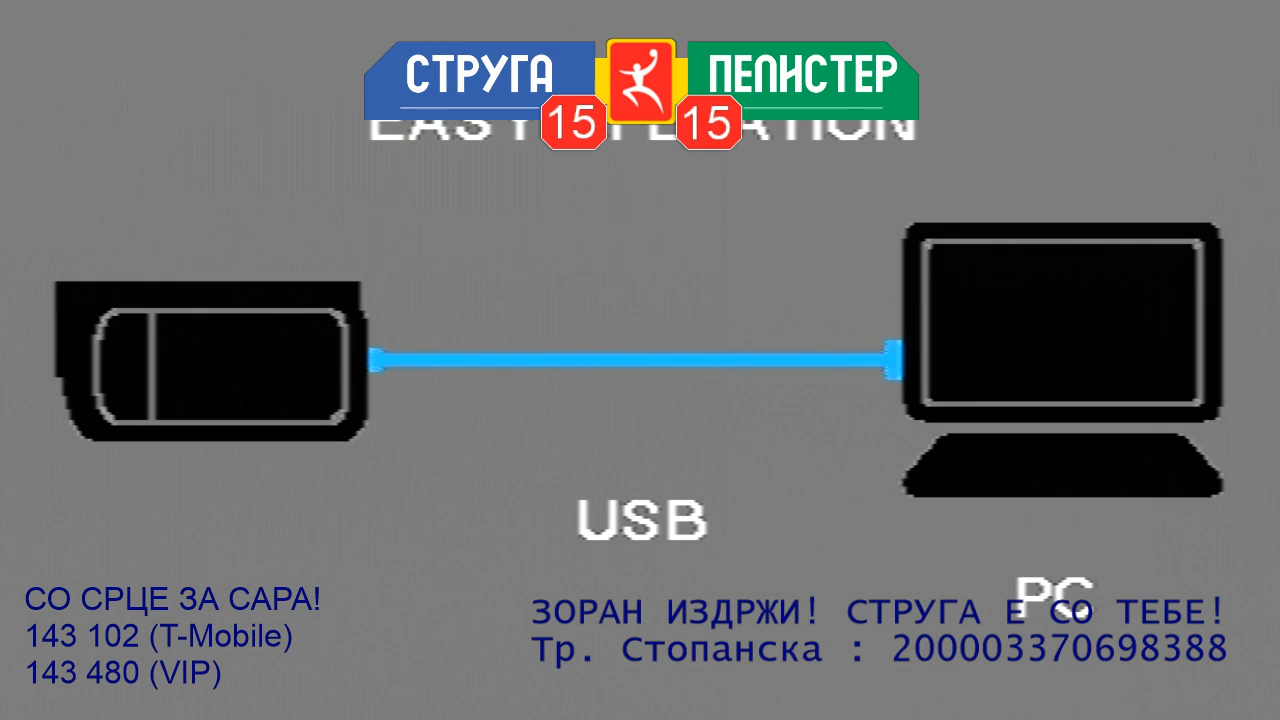 СТРУГА ПЕЛИСТЕР
15 15
USB
PC
СО СРЦЕ ЗА САРА!
143 102 (T-Mobile)
143 480 (VIP)
ЗОРАН ИЗДРЖИ! СТРУГА Е СО ТЕБЕ!
Тр. Стопанска : 200003370698388